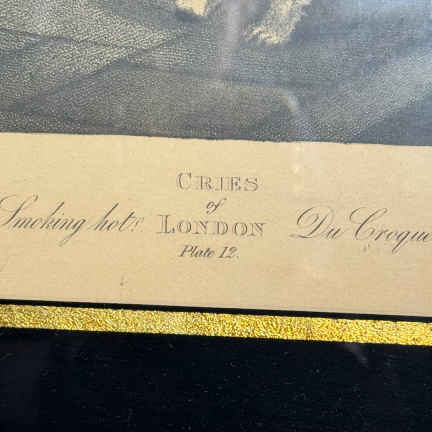 CRIES
of
Smoking hot, LONDON Du Croque
Plate 12.